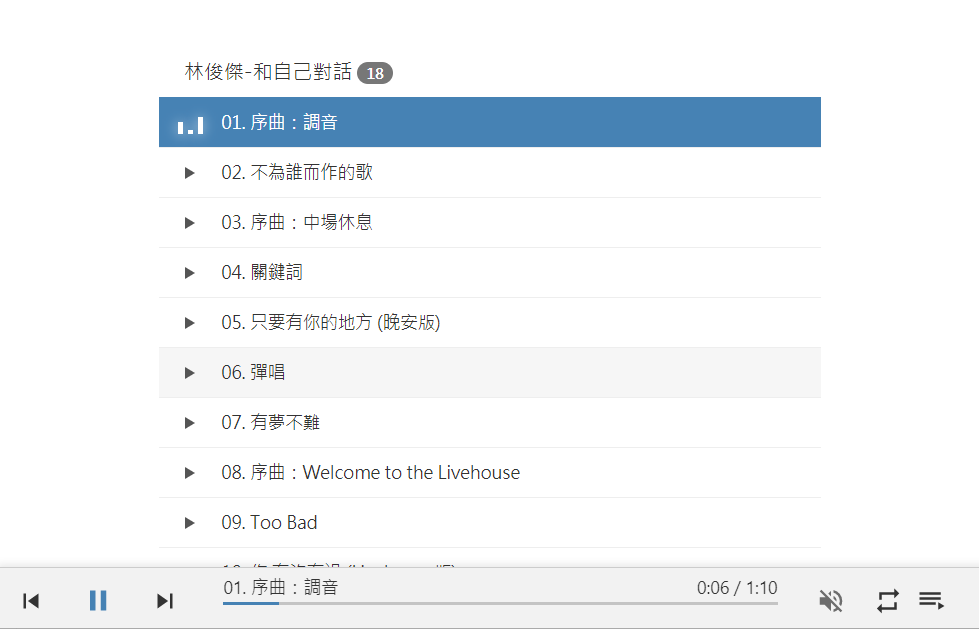 林俊傑-和自己對話 18
01. 序曲：調音
02. 不為誰而作的歌
03. 序曲：中場休息
04. 關鍵詞
05. 只要有你的地方 (晚安版)
06. 彈唱
07. 有夢不難
08. 序曲：Welcome to the Livehouse
09. Too Bad
01. 序曲：調音 0:06 / 1:10